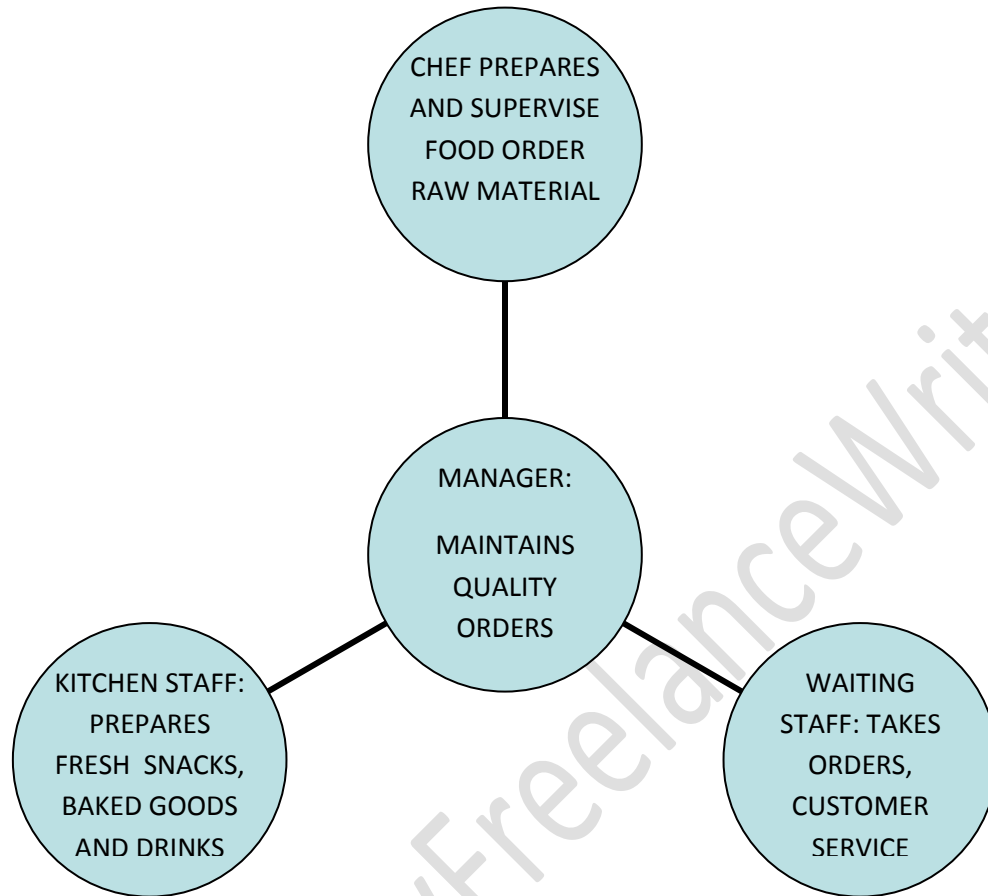 CHEF PREPARES
AND SUPERVISE
FOOD ORDER
RAW MATERIAL
MANAGER:
MAINTAINS
QUALITY
ORDERS
KITCHEN STAFF:
PREPARES
FRESH SNACKS,
BAKED GOODS
AND DRINKS
WAITING
STAFF: TAKES
ORDERS,
CUSTOMER
SERVICE
yFreelanceWrit